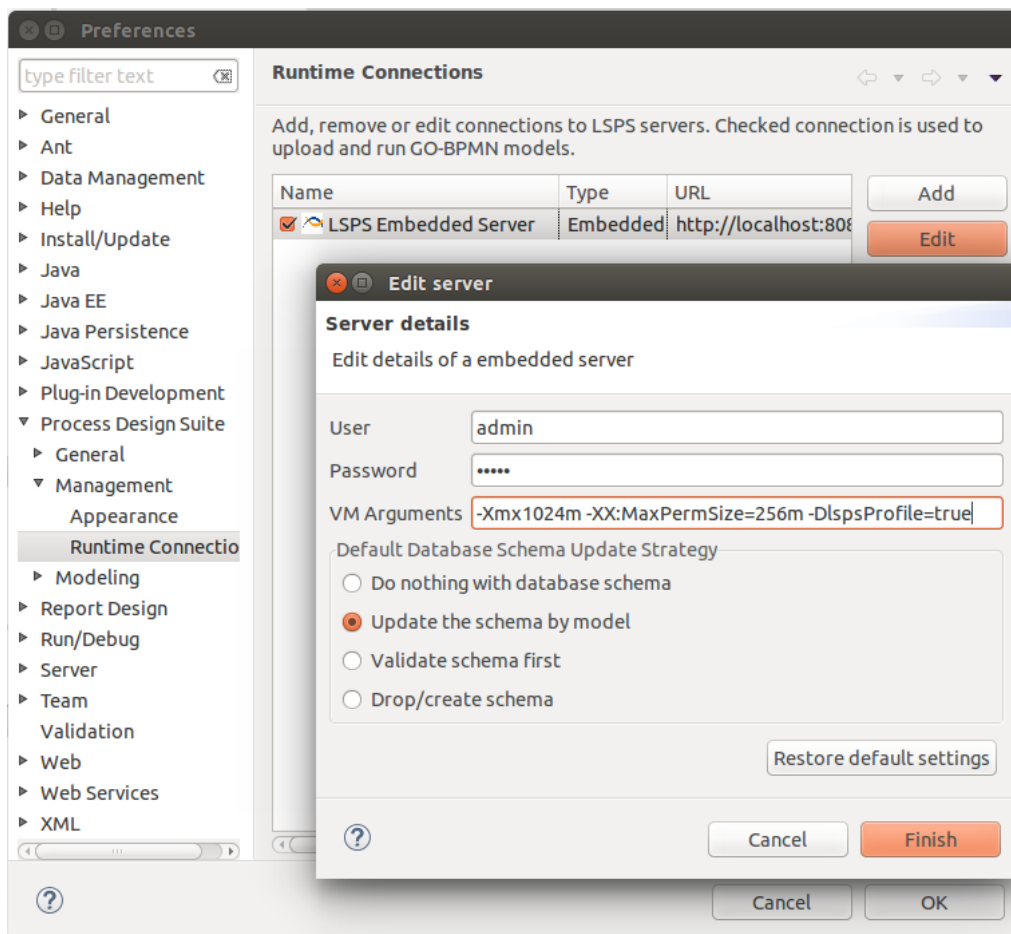 Preferences
type filter text
General
Ant
Data Management
Help
Install/Update
Java
Java EE
Java Persistence
JavaScript
Plug-in Development
Process Design Suite
General
Management
Appearance
Runtime Connectio
Modeling
Report Design
Run/Debug
Server
Team
Validation
Web
Web Services
XML
Runtime Connections
Add, remove or edit connections to LSPS servers. Checked connection is used to
upload and run GO-BPMN models.
Name Type URL
LSPS Embedded Server Embedded http://localhost:808
Add
Edit
Edit server
Server details
Edit details of a embedded server
User admin
Password •••••
VM Arguments -Xmx1024m -XX:MaxPermSize=256m -DlspsProfile=true
Default Database Schema Update Strategy
Do nothing with database schema
Update the schema by model
Validate schema first
Drop/create schema
Restore default settings
? Cancel Finish
? Cancel OK